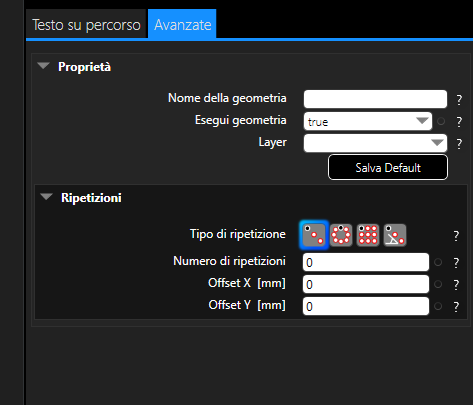 Testo su percorso Avanzate
Proprietà
Nome della geometria ?
Esegui geometria true ?
Layer ?
Salva Default
Ripetizioni
Tipo di ripetizione ?
Numero di ripetizioni 0 ?
Offset X [mm] 0 ?
Offset Y [mm] 0 ?